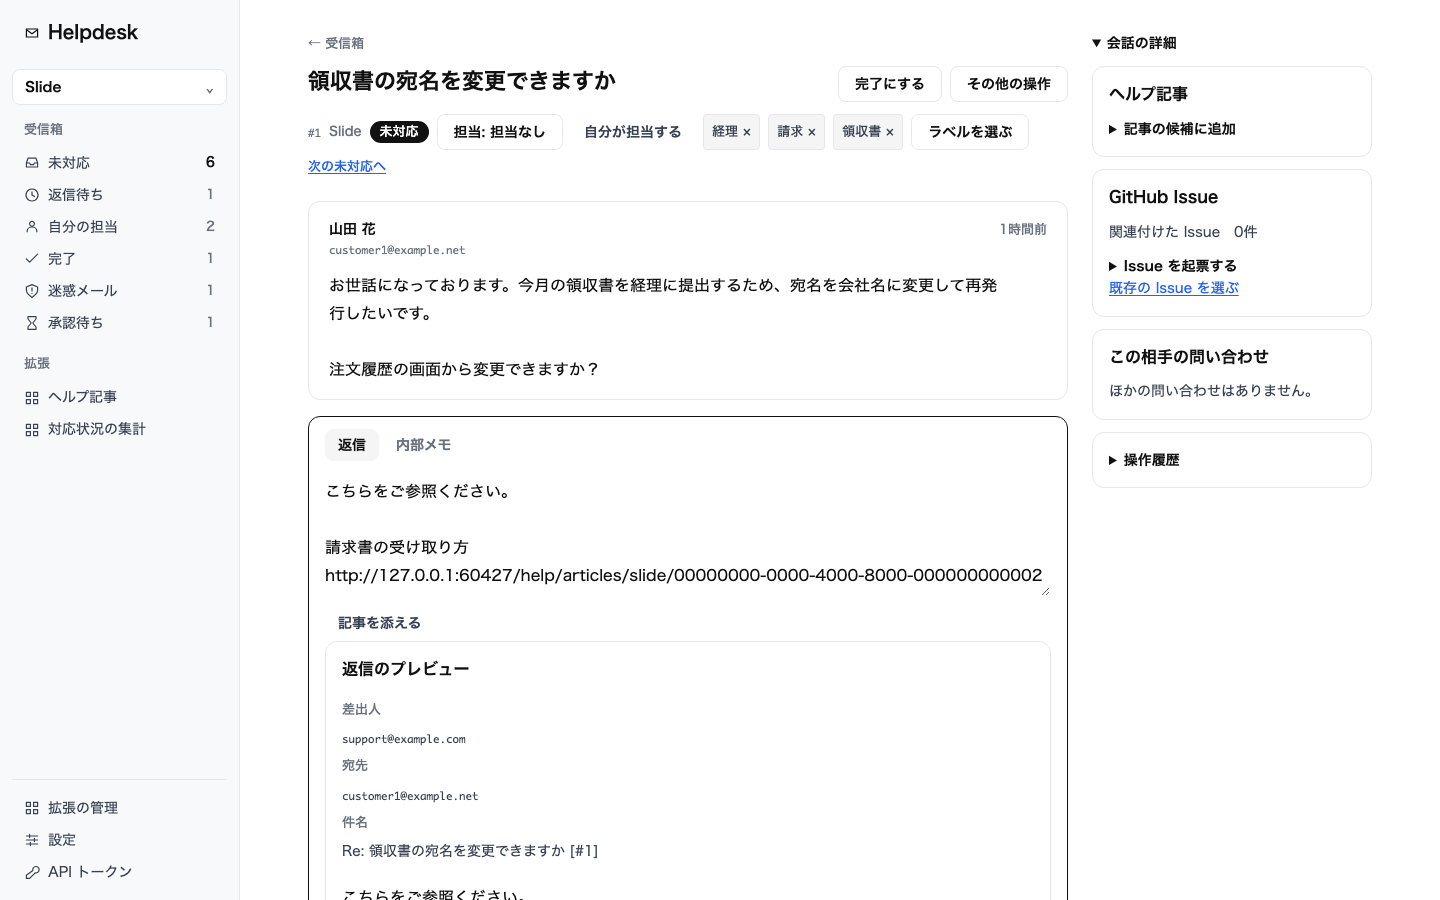 Helpdesk
Slide
受信箱
未対応 6
返信待ち 1
自分の担当 2
完了 1
迷惑メール 1
承認待ち 1
拡張
ヘルプ記事
対応状況の集計
拡張の管理
設定
API トークン
← 受信箱
領収書の宛名を変更できますか
完了にする
その他の操作
#1 Slide 未対応 担当: 担当なし 自分が担当する 経理 × 請求 × 領収書 × ラベルを選ぶ
次の未対応へ
山田 花 1時間前
customer1@example.net
お世話になっております。今月の領収書を経理に提出するため、宛名を会社名に変更して再発
行したいです。
注文履歴の画面から変更できますか？
返信 内部メモ
こちらをご参照ください。
請求書の受け取り方
http://127.0.0.1:60427/help/articles/slide/00000000-0000-4000-8000-000000000002
記事を添える
返信のプレビュー
差出人
support@example.com
宛先
customer1@example.net
件名
Re: 領収書の宛名を変更できますか [#1]
こちらをご参照ください。
▼ 会話の詳細
ヘルプ記事
▶ 記事の候補に追加
GitHub Issue
関連付けた Issue 0件
▶ Issue を起票する
既存の Issue を選ぶ
この相手の問い合わせ
ほかの問い合わせはありません。
▶ 操作履歴